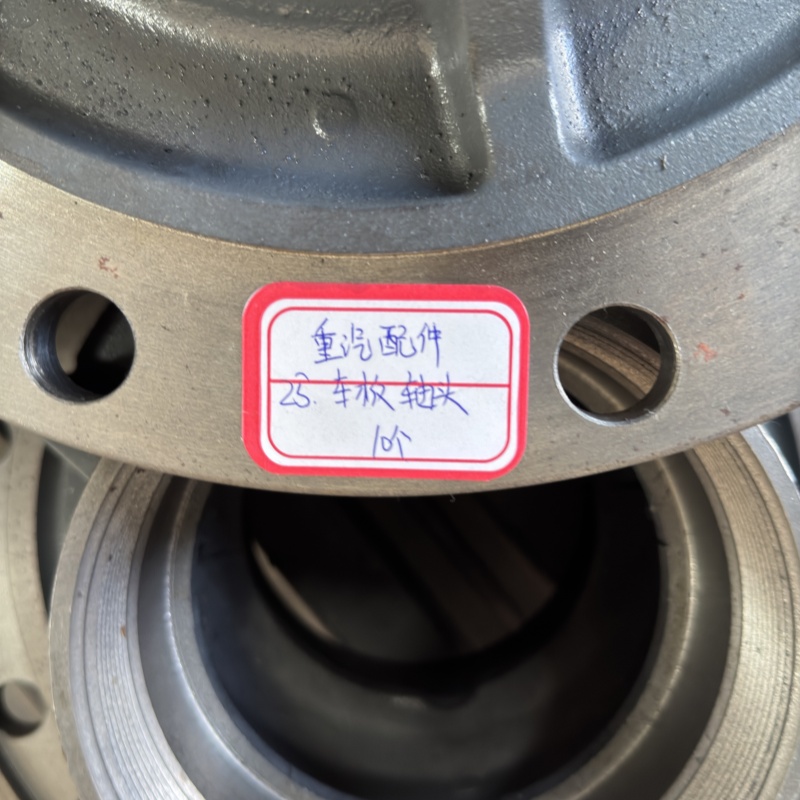 重汽配件
23. 车桥 轴头
10个